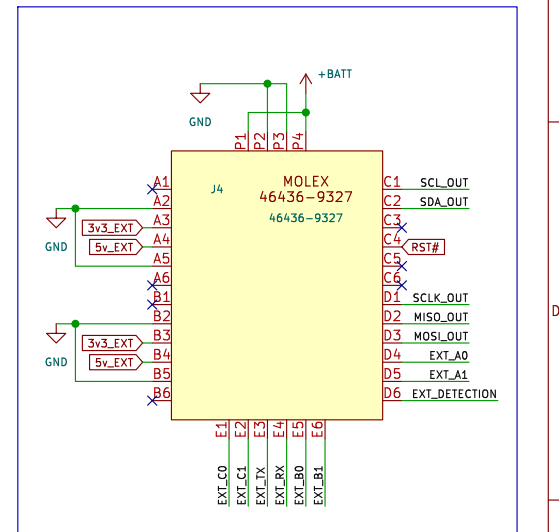 +BATT
GND
P1 P2 P3 P4
J4
MOLEX
46436-9327
46436-9327
A1
A2
A3
A4
A5
A6
B1
B2
B3
B4
B5
B6
GND
3v3_EXT
5v_EXT
GND
3v3_EXT
5v_EXT
C1 SCL_OUT
C2 SDA_OUT
C3
C4 RST#
C5
C6
D1 SCLK_OUT
D2 MISO_OUT
D3 MOSI_OUT
D4 EXT_A0
D5 EXT_A1
D6 EXT_DETECTION
D
E1 E2 E3 E4 E5 E6
EXT_C0
EXT_C1
EXT_TX
EXT_RX
EXT_B0
EXT_B1